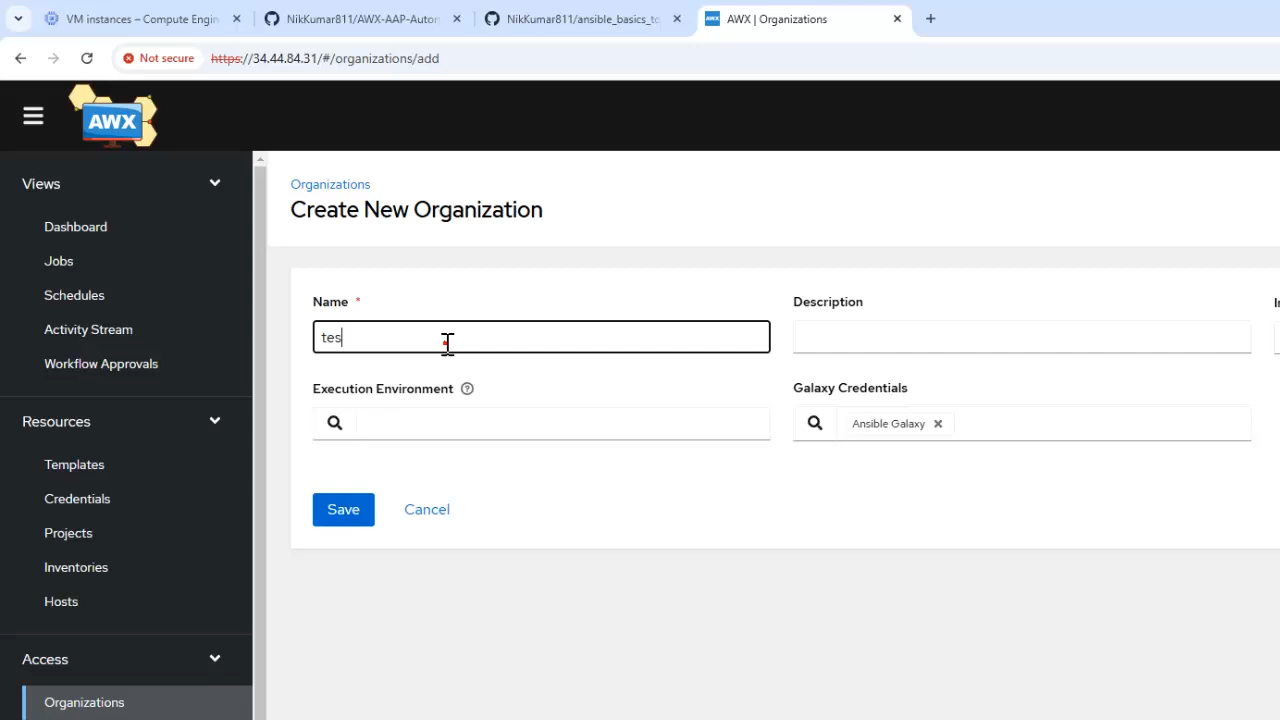 VM instances – Compute Engin
NikKumar811/AWX-AAP-Auton
NikKumar811/ansible_basics_to
AWX
AWX | Organizations
Not secure
https://34.44.84.31/#/organizations/add
AWX
Views
Dashboard
Jobs
Schedules
Activity Stream
Workflow Approvals
Resources
Templates
Credentials
Projects
Inventories
Hosts
Access
Organizations
Organizations
Create New Organization
Name *
Description
tes
Execution Environment
Galaxy Credentials
Ansible Galaxy
Save
Cancel